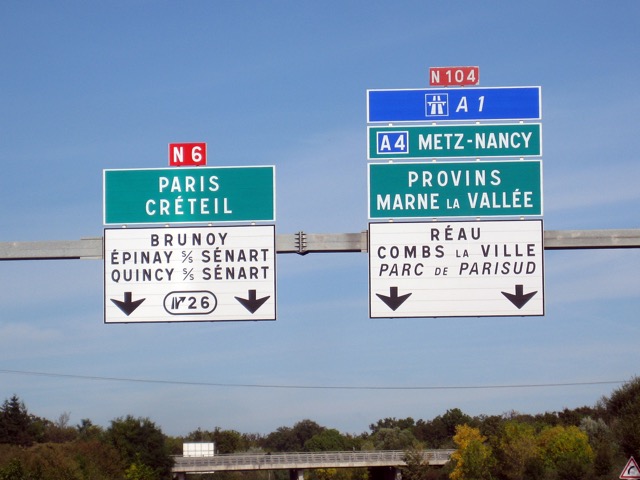 N 6
PARIS
CRÉTEIL
BRUNOY
ÉPINAY S/S SÉNART
QUINCY S/S SÉNART
26
N 104
A 1
A4 METZ-NANCY
PROVINS
MARNE LA VALLÉE
RÉAU
COMBS LA VILLE
PARC DE PARISUD